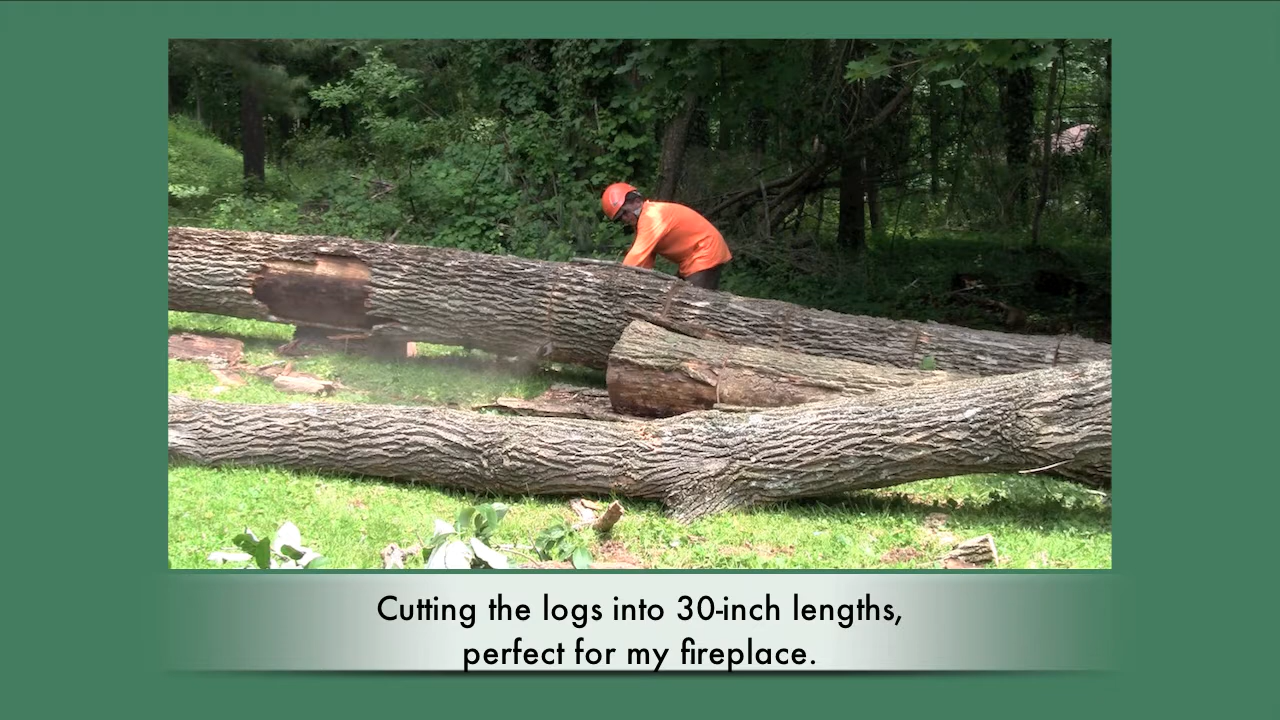 Cutting the logs into 30-inch lengths,
perfect for my fireplace.